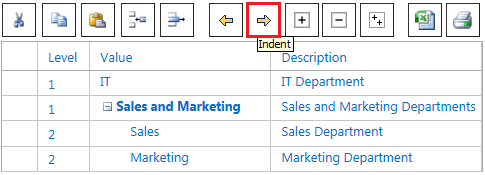 Indent
Level Value Description
1 IT IT Department
1 Sales and Marketing Sales and Marketing Departments
2 Sales Sales Department
2 Marketing Marketing Department